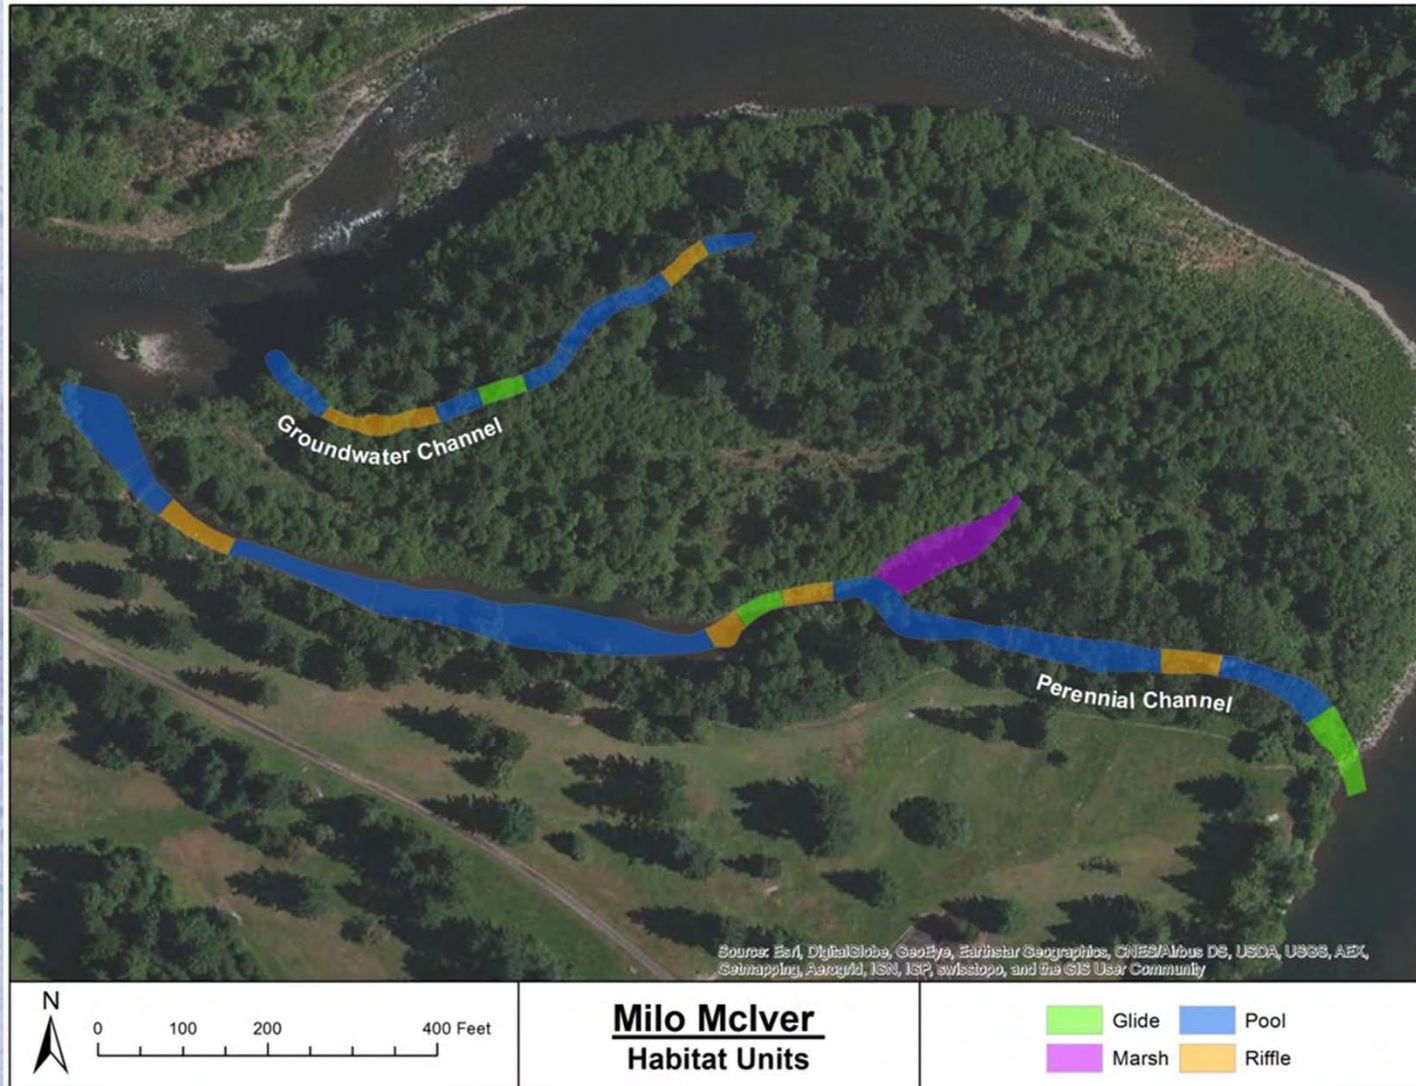 Groundwater Channel
Perennial Channel
Source: Esri, DigitalGlobe, GeoEye, Earthstar Geographics, CNES/Airbus DS, USDA, USGS, AEX,
Getmapping, Aerogrid, IGN, IGP, swisstopo, and the GIS User Community
N
0 100 200 400 Feet
Milo McIver
Habitat Units
Glide Pool
Marsh Riffle